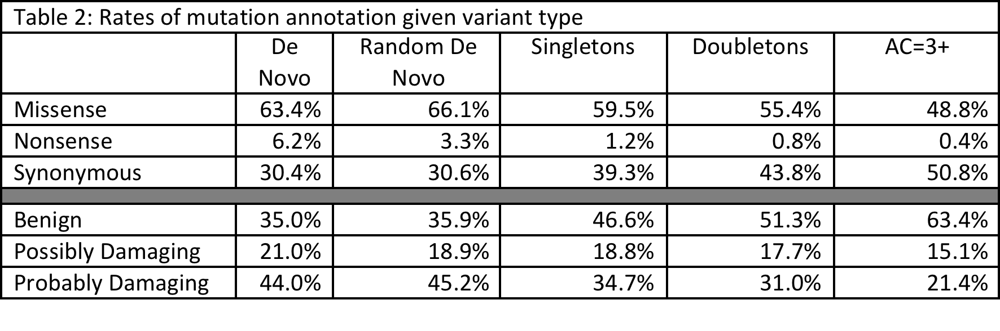 Table 2: Rates of mutation annotation given variant type
De Novo Random De Novo Singletons Doubletons AC=3+
Missense 63.4% 66.1% 59.5% 55.4% 48.8%
Nonsense 6.2% 3.3% 1.2% 0.8% 0.4%
Synonymous 30.4% 30.6% 39.3% 43.8% 50.8%
Benign 35.0% 35.9% 46.6% 51.3% 63.4%
Possibly Damaging 21.0% 18.9% 18.8% 17.7% 15.1%
Probably Damaging 44.0% 45.2% 34.7% 31.0% 21.4%